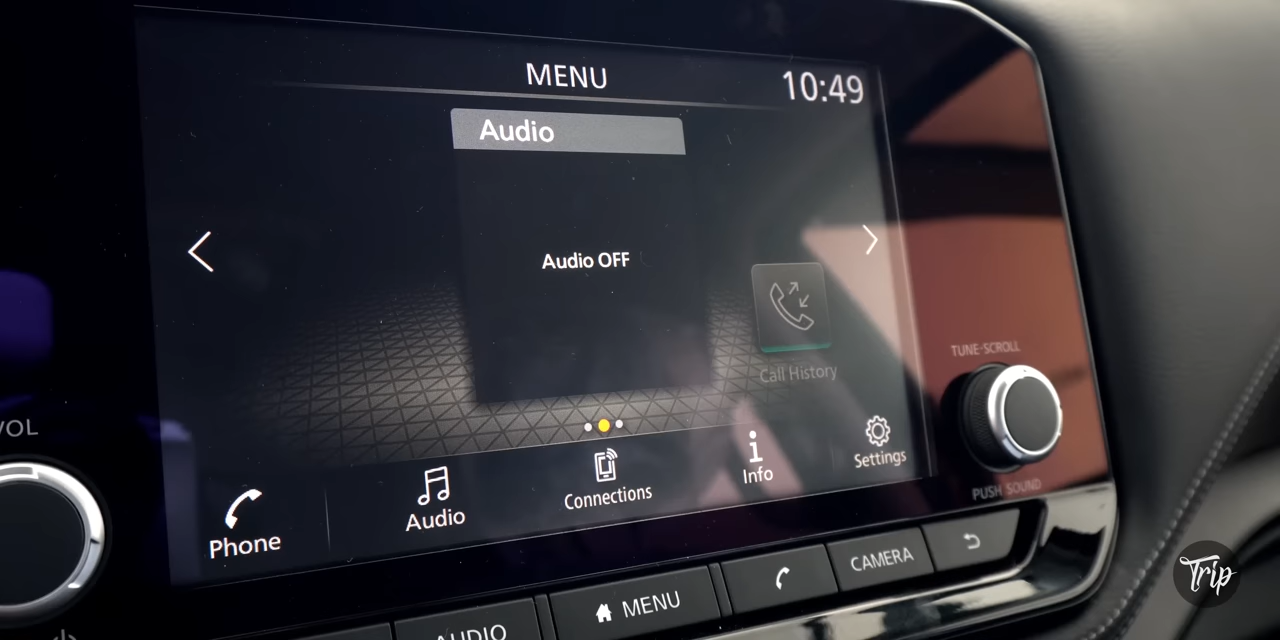 MENU
10:49
Audio
Audio OFF
Call History
TUNE·SCROLL
VOL
Phone
Audio
Connections
Info
Settings
PUSH SOUND
AUDIO
MENU
CAMERA
Trip